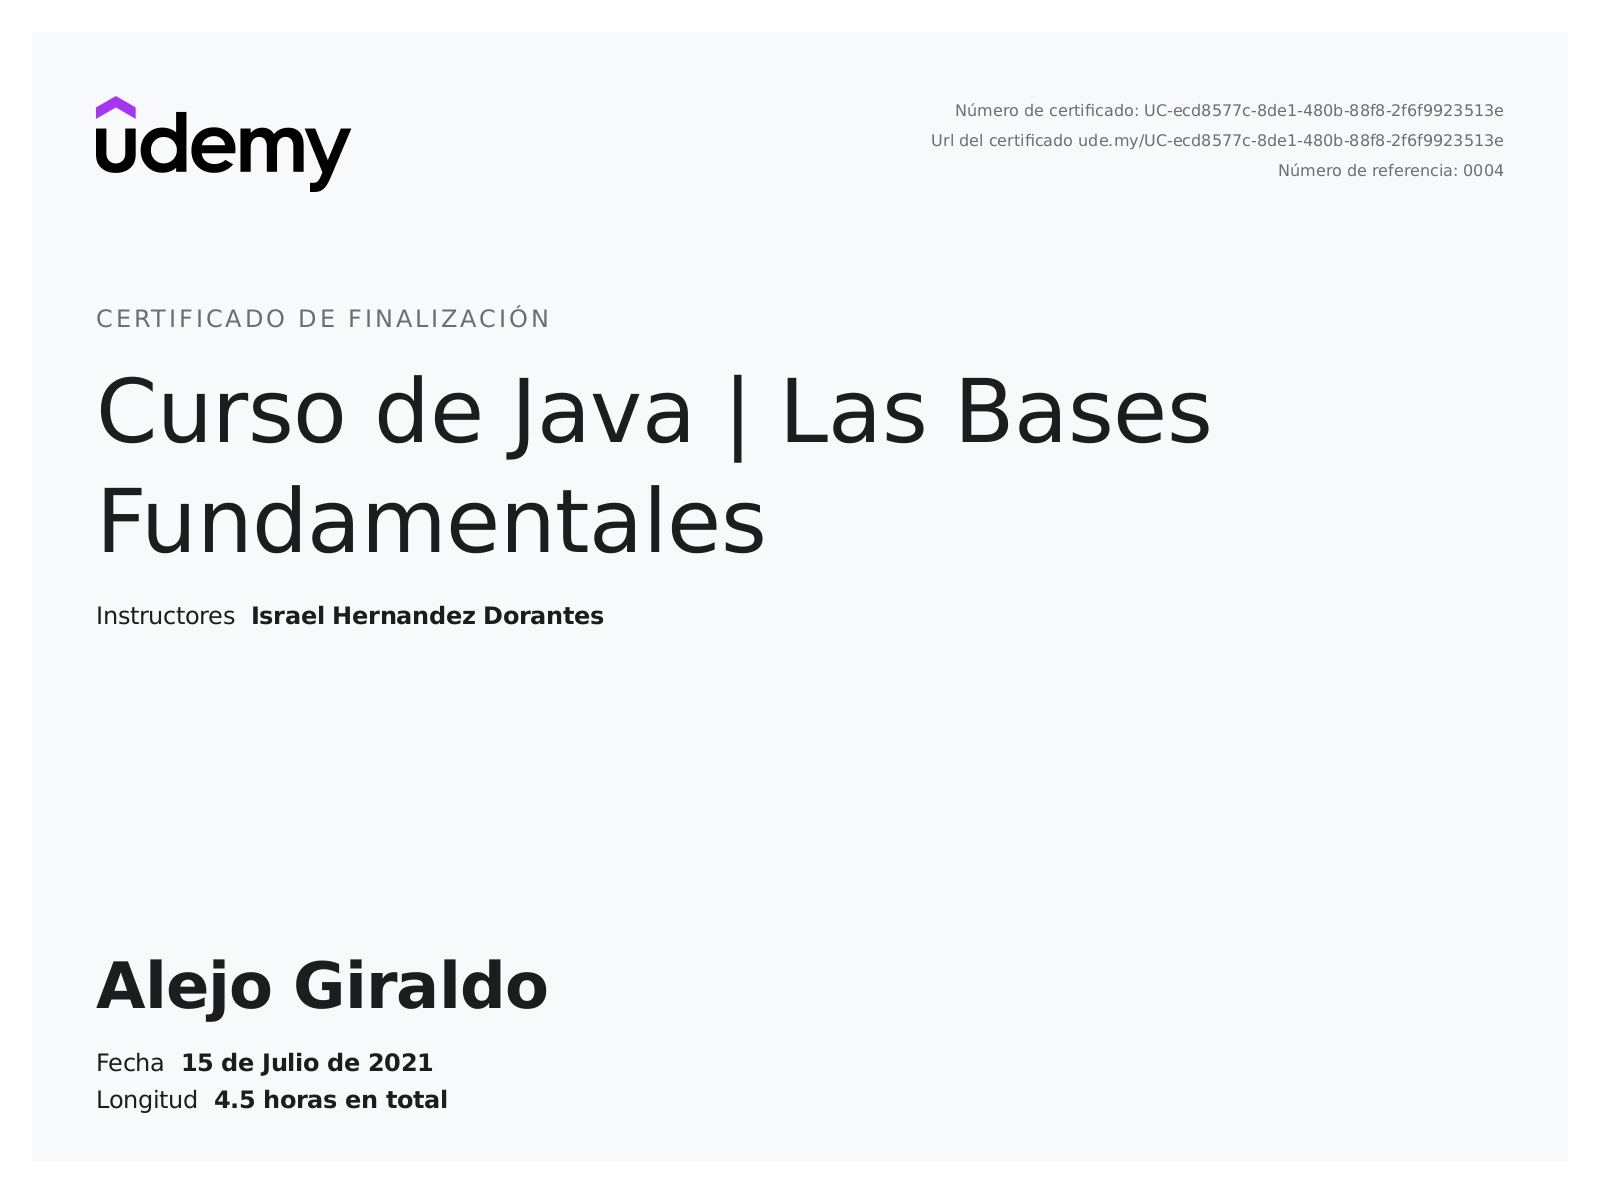 udemy
Número de certificado: UC-ecd8577c-8de1-480b-88f8-2f6f9923513e
Url del certificado ude.my/UC-ecd8577c-8de1-480b-88f8-2f6f9923513e
Número de referencia: 0004
CERTIFICADO DE FINALIZACIÓN
Curso de Java | Las Bases
Fundamentales
Instructores Israel Hernandez Dorantes
Alejo Giraldo
Fecha 15 de Julio de 2021
Longitud 4.5 horas en total